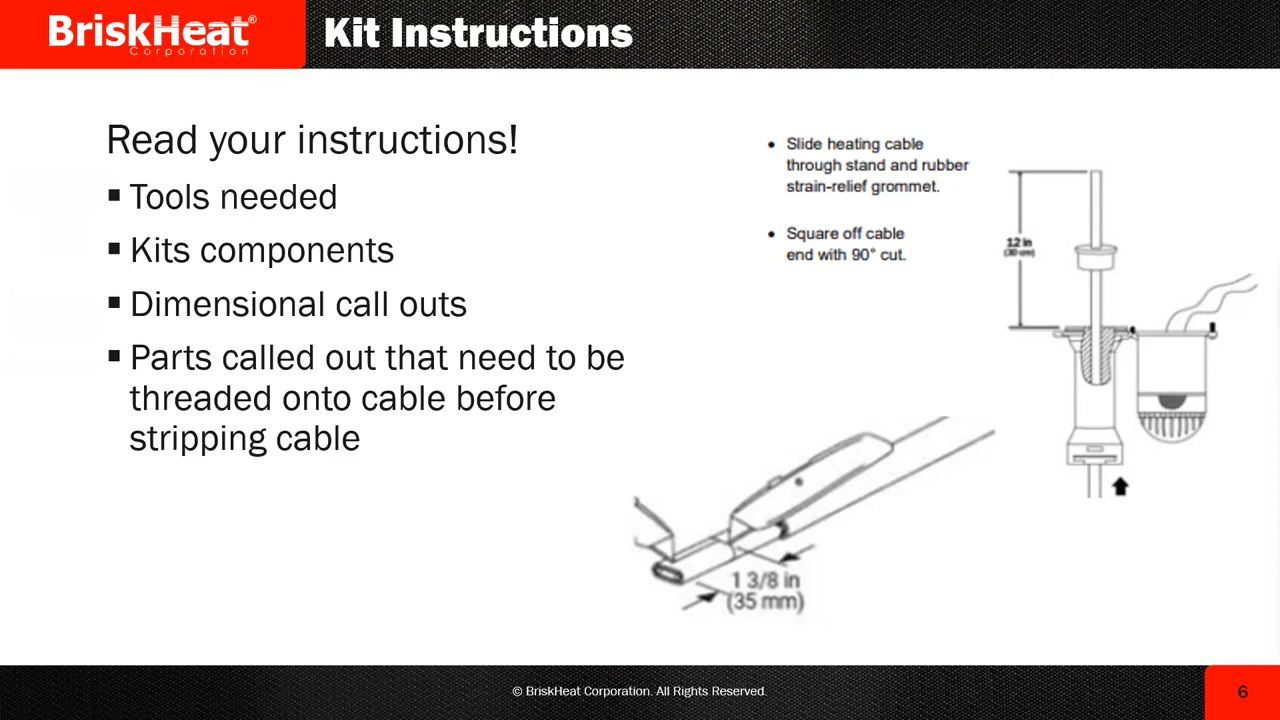 BriskHeat®
Corporation
Kit Instructions
Read your instructions!
▪ Tools needed
▪ Kits components
▪ Dimensional call outs
▪ Parts called out that need to be
threaded onto cable before
stripping cable
• Slide heating cable
through stand and rubber
strain-relief grommet.
• Square off cable
end with 90° cut.
12 in
(30 cm)
1 3/8 in
(35 mm)
© BriskHeat Corporation. All Rights Reserved.
6